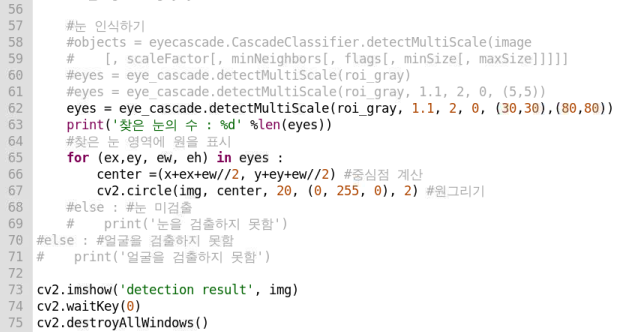 56
57     #눈 인식하기
58     #objects = eyecascade.CascadeClassifier.detectMultiScale(image
59     #    [, scaleFactor[, minNeighbors[, flags[, minSize[, maxSize]]]]]
60     #eyes = eye_cascade.detectMultiScale(roi_gray)
61     #eyes = eye_cascade.detectMultiScale(roi_gray, 1.1, 2, 0, (5,5))
62     eyes = eye_cascade.detectMultiScale(roi_gray, 1.1, 2, 0, (30,30),(80,80))
63     print('찾은 눈의 수 : %d' %len(eyes))
64     #찾은 눈 영역에 원을 표시
65     for (ex,ey, ew, eh) in eyes :
66         center =(x+ex+ew//2, y+ey+ew//2) #중심점 계산
67         cv2.circle(img, center, 20, (0, 255, 0), 2) #원그리기
68     #else : #눈 미검출
69     #    print('눈을 검출하지 못함')
70 #else : #얼굴을 검출하지 못함
71 #    print('얼굴을 검출하지 못함')
72
73 cv2.imshow('detection result', img)
74 cv2.waitKey(0)
75 cv2.destroyAllWindows()